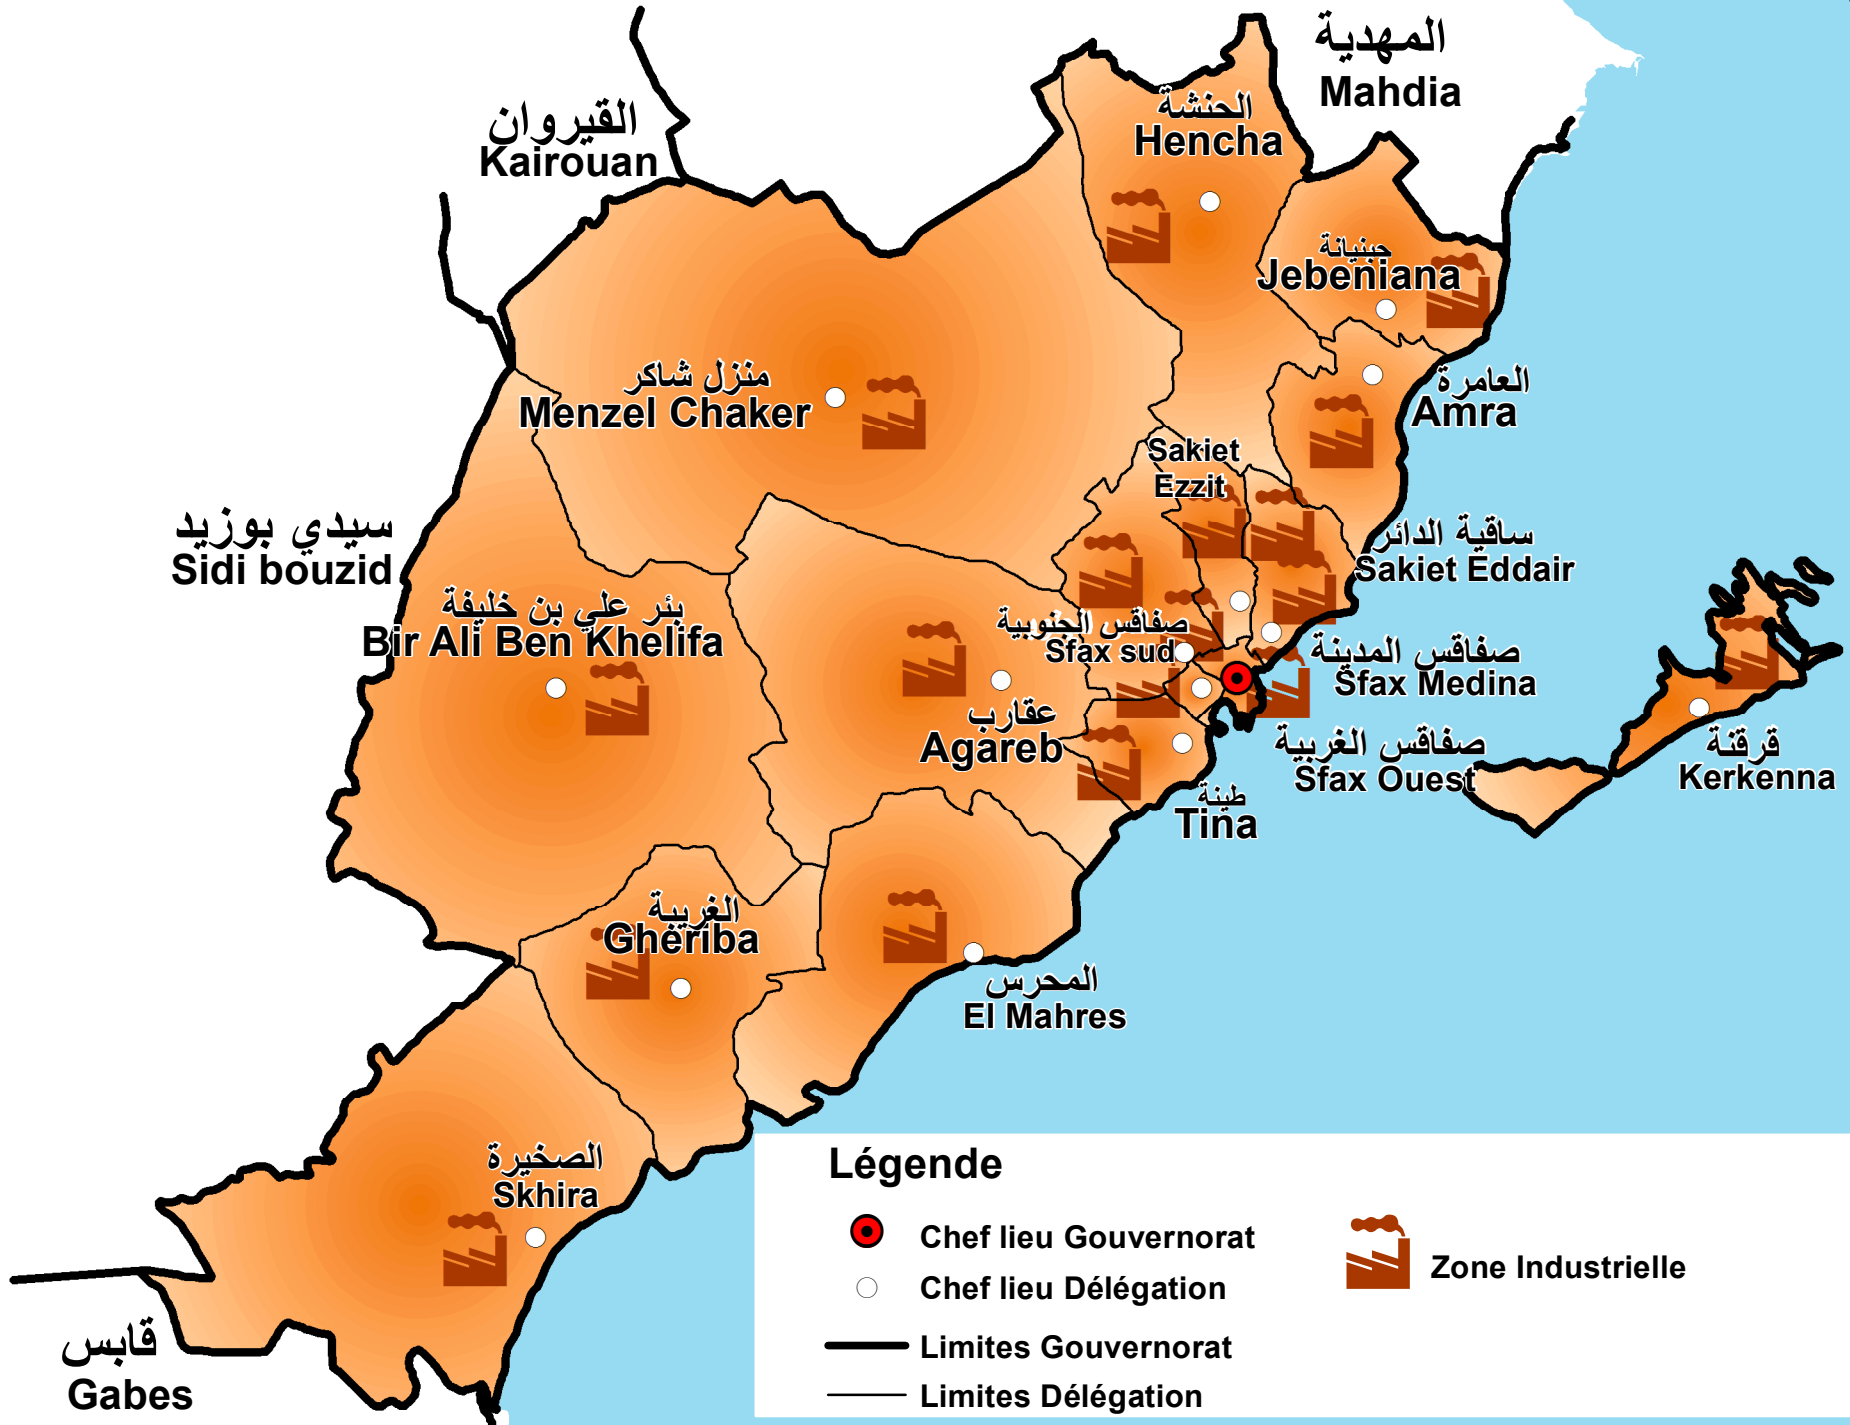 المهدية
Mahdia
القيروان
Kairouan
الحنشة
Hencha
جبنيانة
Jebeniana
منزل شاكر
Menzel Chaker
العامرة
Amra
Sakiet
Ezzit
سيدي بوزيد
Sidi bouzid
ساقية الدائر
Sakiet Eddair
بئر علي بن خليفة
Bir Ali Ben Khelifa
صفاقس الجنوبية
Sfax sud
صفاقس المدينة
Sfax Medina
عقارب
Agareb
صفاقس الغربية
Sfax Ouest
قرقنة
Kerkenna
طينة
Tina
الغريبة
Gheriba
المحرس
El Mahres
الصخيرة
Skhira
قابس
Gabes
Légende
Chef lieu Gouvernorat
Chef lieu Délégation
Limites Gouvernorat
Limites Délégation
Zone Industrielle